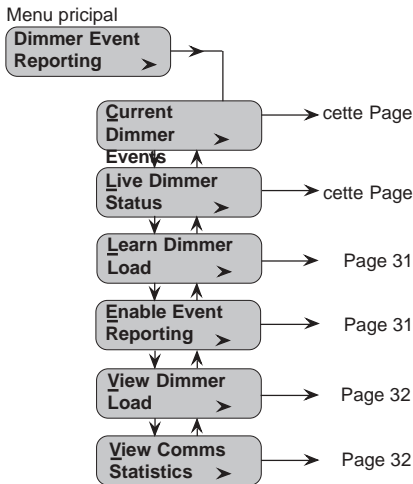 Menu pricipal
Dimmer Event
Reporting
Current
Dimmer
Events
cette Page
Live Dimmer
Status
cette Page
Learn Dimmer
Load
Page 31
Enable Event
Reporting
Page 31
View Dimmer
Load
Page 32
View Comms
Statistics
Page 32